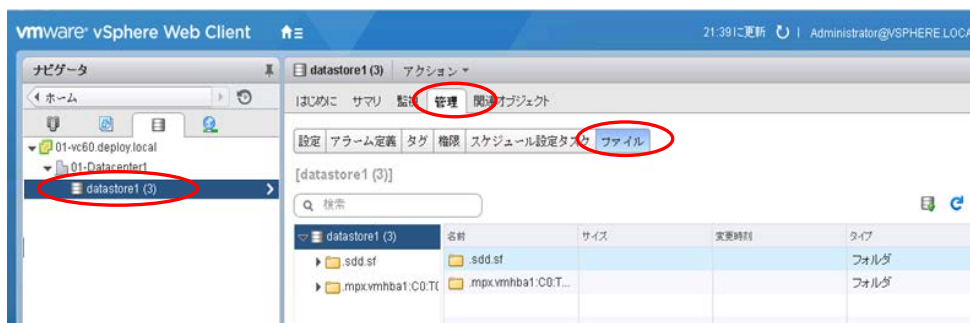 vmware® vSphere Web Client
21:39に更新 | Administrator@VSPHERE.LOCA
ナビゲータ
ホーム
01-vc60.deploy.local
01-Datacenter1
datastore1 (3)
datastore1 (3) アクション
はじめに サマリ 監視 管理 関連オブジェクト
設定 アラーム定義 タグ 権限 スケジュール設定タスク ファイル
[datastore1 (3)]
検索
datastore1 (3)
.sdd.sf
.mpx.vmhba1:C0:T(
名前 サイズ 変更時刻 タイプ
.sdd.sf フォルダ
.mpx.vmhba1:C0:T... フォルダ